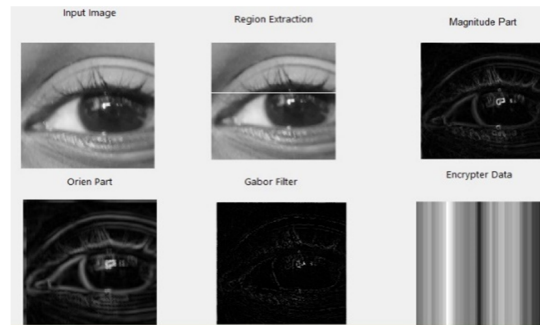 Input Image
Region Extraction
Magnitude Part
Orien Part
Gabor Filter
Encrypter Data